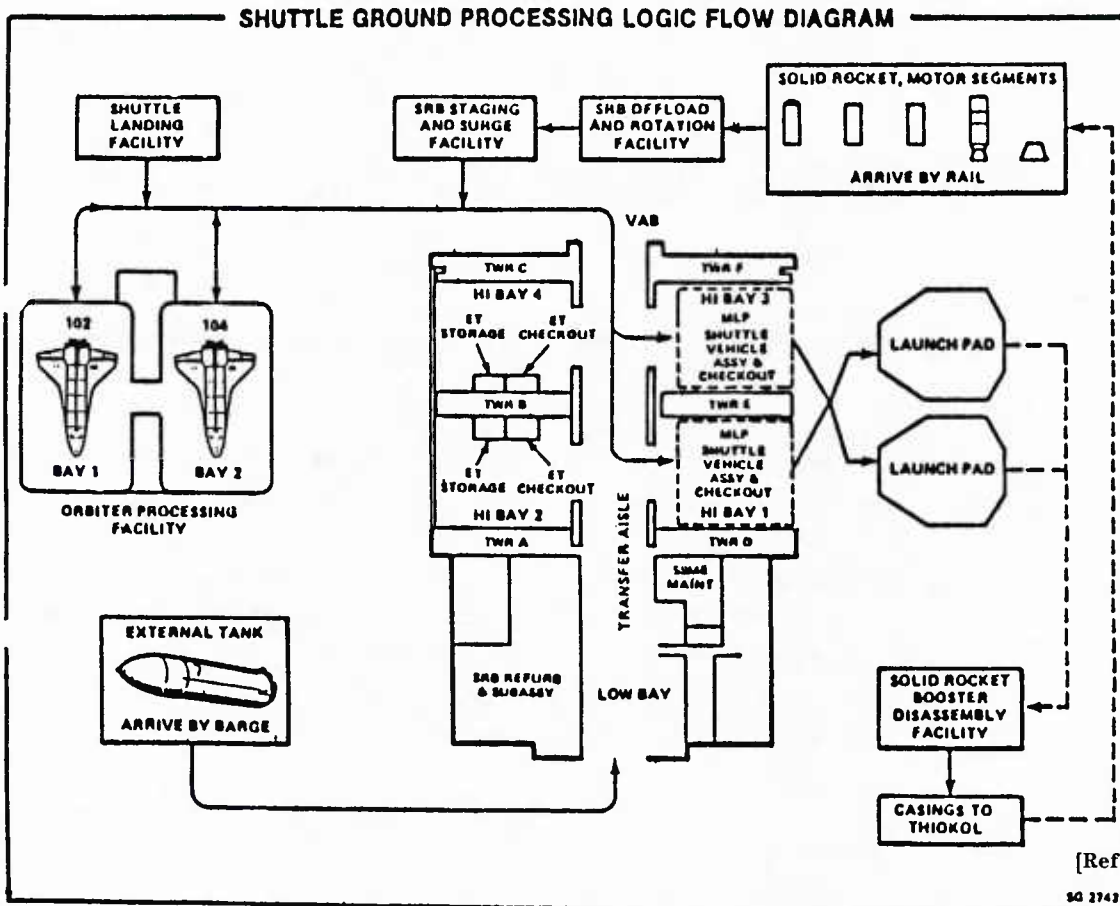 SHUTTLE GROUND PROCESSING LOGIC FLOW DIAGRAM
SHUTTLE
LANDING
FACILITY
SRB STAGING
AND SURGE
FACILITY
SRB OFFLOAD
AND ROTATION
FACILITY
SOLID ROCKET, MOTOR SEGMENTS
ARRIVE BY RAIL
102
BAY 1
104
BAY 2
ORBITER PROCESSING
FACILITY
VAB
TWR C
HI BAY 4
ET
STORAGE
ET
CHECKOUT
TWR B
ET
STORAGE
ET
CHECKOUT
HI BAY 2
TWR A
TRANSFER AISLE
TWR F
HI BAY 3
MLP
SHUTTLE
VEHICLE
ASSY &
CHECKOUT
TWR E
MLP
SHUTTLE
VEHICLE
ASSY &
CHECKOUT
HI BAY 1
TWR D
MAINT
SRB REFURB
& SUBASSY
LOW BAY
LAUNCH PAD
LAUNCH PAD
EXTERNAL TANK
ARRIVE BY BARGE
SOLID ROCKET
BOOSTER
DISASSEMBLY
FACILITY
CASINGS TO
THIOKOL
[Ref
SG 2742